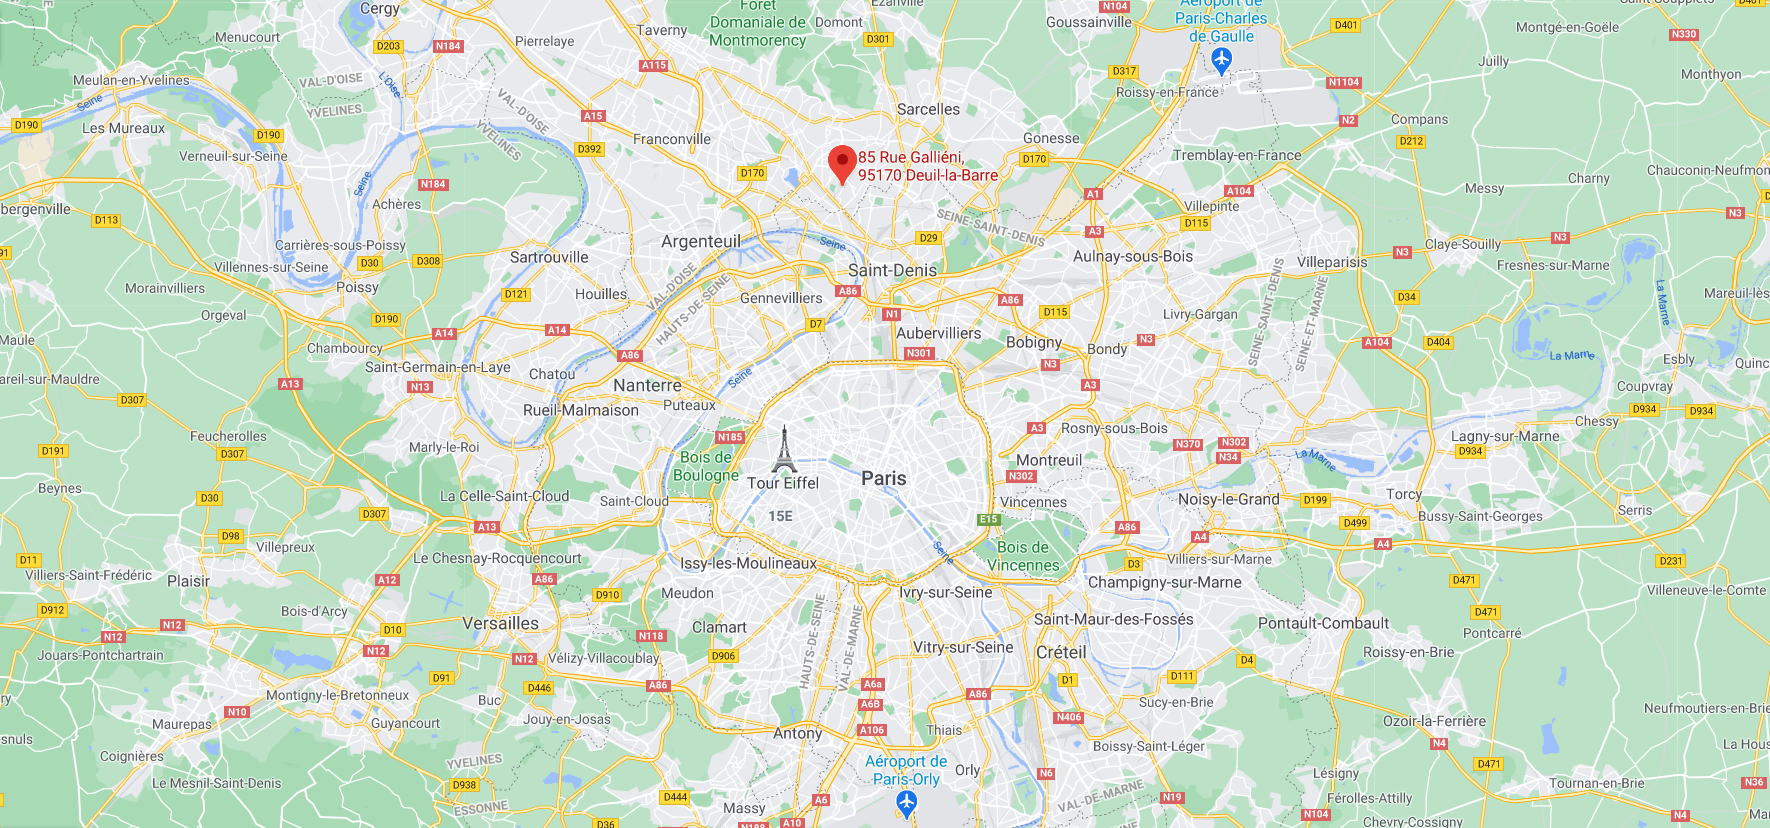 Cergy
Foret
Domaniale de
Montmorency
Domont
Ezanville
N104
Goussainville
Aéroport de
Paris-Charles
de Gaulle
D401
Montgé-en-Goële
N330
Menucourt
D203
N184
Pierrelaye
Taverny
D301
Juilly
Monthyon
Meulan-en-Yvelines
VAL-D'OISE
YVELINES
L'Oise
A115
D317
Roissy-en-France
N1104
Seine
D190
Les Mureaux
D190
VAL-D'OISE
YVELINES
A15
Sarcelles
N2
Compans
Verneuil-sur-Seine
D392
Franconville
Gonesse
D212
D170
85 Rue Galliéni,
95170 Deuil-la-Barre
D170
Tremblay-en-France
Charny
Chauconin-Neufmon
Seine
N184
A1
A104
Messy
bergenville
D113
Achères
Villepinte
D115
N3
SEINE-SAINT-DENIS
Carrières-sous-Poissy
Argenteuil
Seine
D29
A3
Claye-Souilly
N3
Villennes-sur-Seine
D30
D308
Sartrouville
Saint-Denis
Aulnay-sous-Bois
Villeparisis
N3
Fresnes-sur-Marne
Morainvilliers
Poissy
D121
Houilles
VAL-D'OISE
HAUTS-DE-SEINE
Gennevilliers
A86
A86
D34
Mareuil-lès
La Marne
Orgeval
D190
D7
N1
D115
Livry-Gargan
SEINE-SAINT-DENIS
SEINE-ET-MARNE
Maule
A14
A14
Aubervilliers
Bobigny
N3
A104
D404
Chambourcy
A86
N301
Bondy
La Marne
Esbly
Saint-Germain-en-Laye
Chatou
N3
Quinc
areil-sur-Mauldre
A13
N13
Nanterre
Seine
A3
Coupvray
D307
Rueil-Malmaison
Puteaux
D934
D934
Chessy
Feucherolles
Marly-le-Roi
N185
A3
Rosny-sous-Bois
N370
N302
Lagny-sur-Marne
D191
D307
Bois de
Boulogne
Montreuil
N34
La Marne
D934
Tour Eiffel
Paris
N302
Beynes
D30
La Celle-Saint-Cloud
Saint-Cloud
Vincennes
Noisy-le-Grand
D199
Torcy
D307
15E
E15
Bussy-Saint-Georges
Serris
D98
A13
A86
D499
Villepreux
Le Chesnay-Rocquencourt
Issy-les-Moulineaux
Seine
Bois de
Vincennes
A4
A4
D11
D3
Villiers-sur-Marne
D231
Villiers-Saint-Frédéric
Plaisir
A12
A86
Champigny-sur-Marne
D471
D912
Bois-d'Arcy
D910
Meudon
Ivry-sur-Seine
Villeneuve-le-Comte
D471
N12
N12
D10
Versailles
N118
Clamart
HAUTS-DE-SEINE
VAL-DE-MARNE
Saint-Maur-des-Fossés
Pontault-Combault
Pontcarré
Jouars-Pontchartrain
N12
N12
Vélizy-Villacoublay
D906
Vitry-sur-Seine
Créteil
D4
Roissy-en-Brie
D91
D446
A86
A6a
A86
D1
D111
Montigny-le-Bretonneux
Buc
A6B
Sucy-en-Brie
Neufmoutiers-en-Brie
N10
Maurepas
Guyancourt
Jouy-en-Josas
Antony
A106
Thiais
N406
Ozoir-la-Ferrière
snuls
Coignières
Boissy-Saint-Léger
N4
La Hous
YVELINES
Aéroport de
Paris-Orly
Orly
N6
Lésigny
D471
Le Mesnil-Saint-Denis
D938
ESSONNE
D444
Massy
A6
VAL-DE-MARNE
N19
Férolles-Attilly
Tournan-en-Brie
N36
D36
N188
A10
N104
Chevry-Cossigny
N4